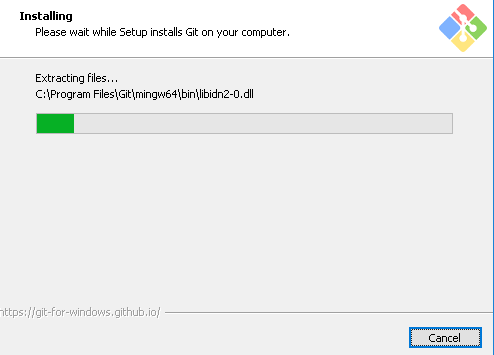 Installing
Please wait while Setup installs Git on your computer.
Extracting files...
C:\Program Files\Git\mingw64\bin\libidn2-0.dll
https://git-for-windows.github.io/
Cancel